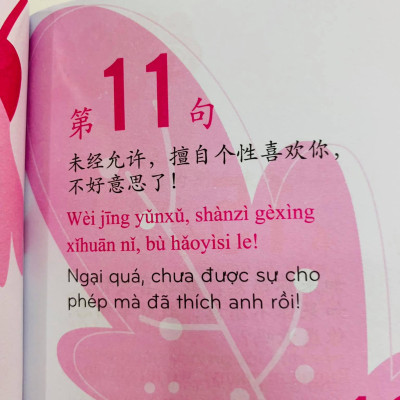 第11句
未经允许，擅自个性喜欢你，
不好意思了！
Wèi jīng yǔnxǔ, shànzì gèxìng
xǐhuān nǐ, bù hǎoyìsi le!
Ngại quá, chưa được sự cho
phép mà đã thích anh rồi!